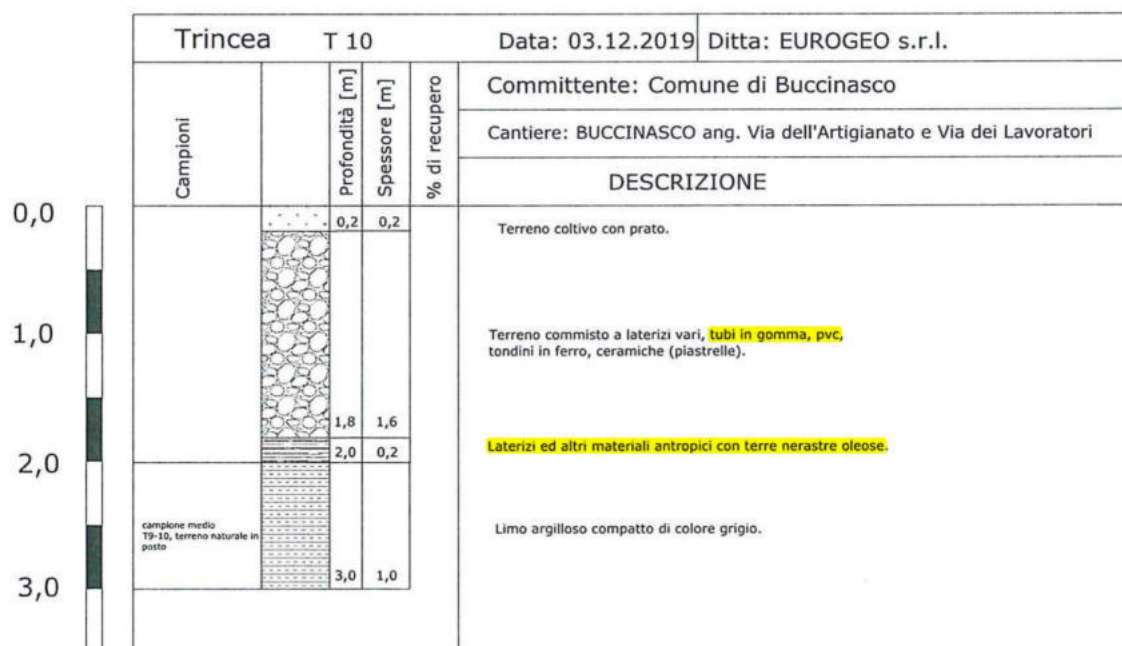 Trincea T 10 Data: 03.12.2019 Ditta: EUROGEO s.r.l.
Campioni
Profondità [m]
Spessore [m]
% di recupero
Committente: Comune di Buccinasco
Cantiere: BUCCINASCO ang. Via dell'Artigianato e Via dei Lavoratori
DESCRIZIONE
0,0
0,2 0,2
Terreno coltivo con prato.
1,0
Terreno commisto a laterizi vari, tubi in gomma, pvc,
tondini in ferro, ceramiche (piastrelle).
1,8 1,6
Laterizi ed altri materiali antropici con terre nerastre oleose.
2,0
2,0 0,2
campione medio
T9-10, terreno naturale in
posto
Limo argilloso compatto di colore grigio.
3,0
3,0 1,0